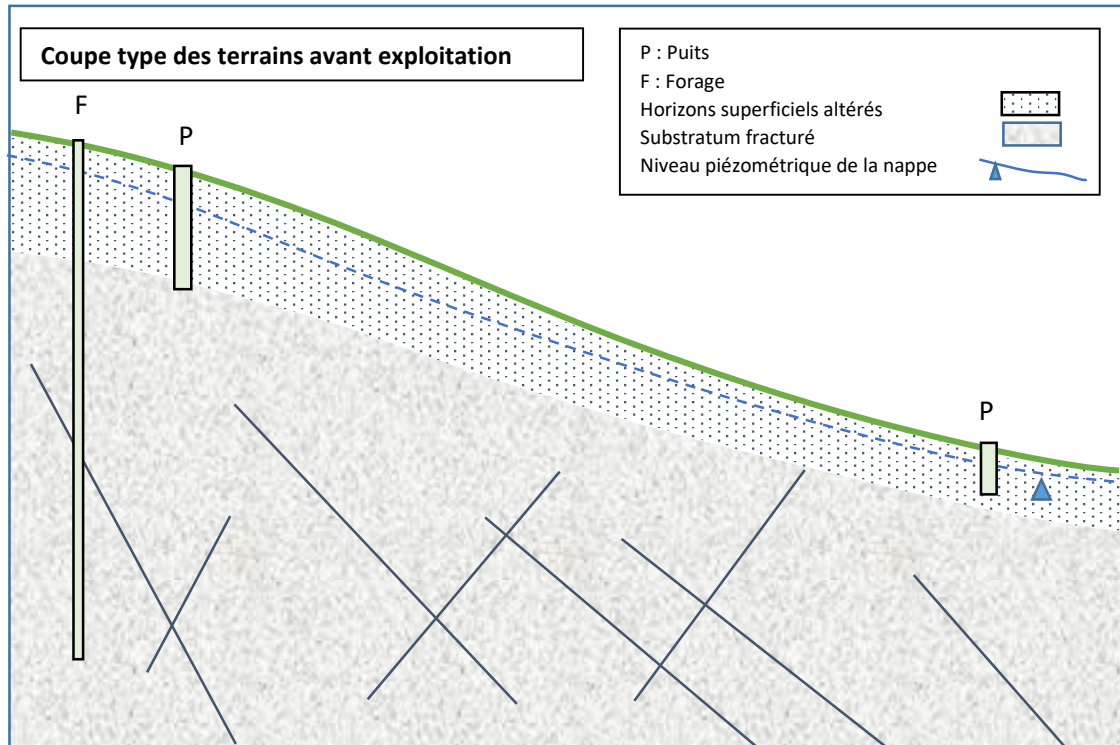 Coupe type des terrains avant exploitation
P : Puits
F : Forage
Horizons superficiels altérés
Substratum fracturé
Niveau piézométrique de la nappe
F
P
P